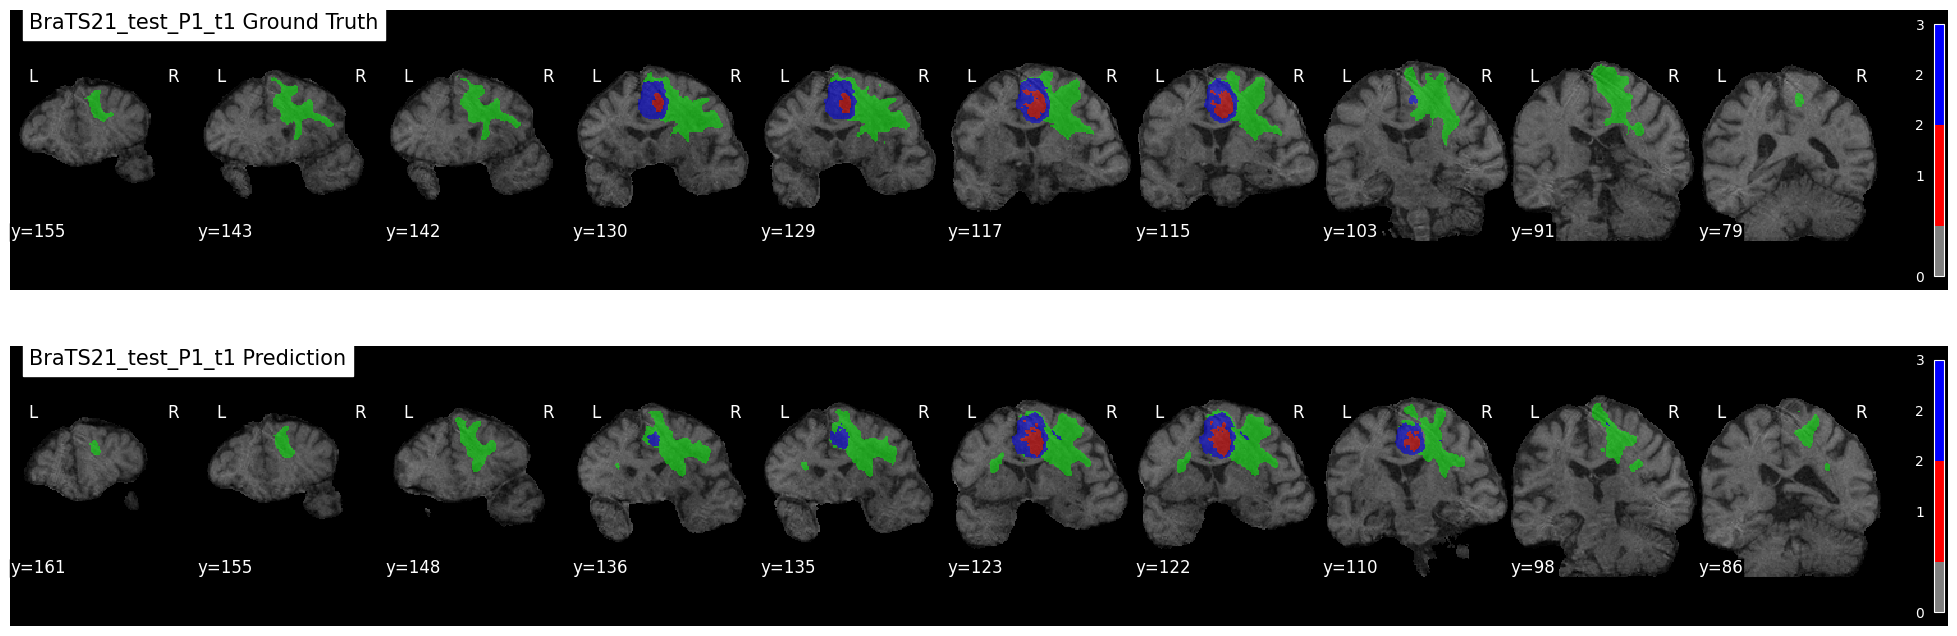 BraTS21_test_P1_t1 Ground Truth
L R L R L R L R L R L R L R L R L R L R
y=155 y=143 y=142 y=130 y=129 y=117 y=115 y=103 y=91 y=79
3
2
2
1
0
BraTS21_test_P1_t1 Prediction
L R L R L R L R L R L R L R L R L R L R
y=161 y=155 y=148 y=136 y=135 y=123 y=122 y=110 y=98 y=86
3
2
2
1
0